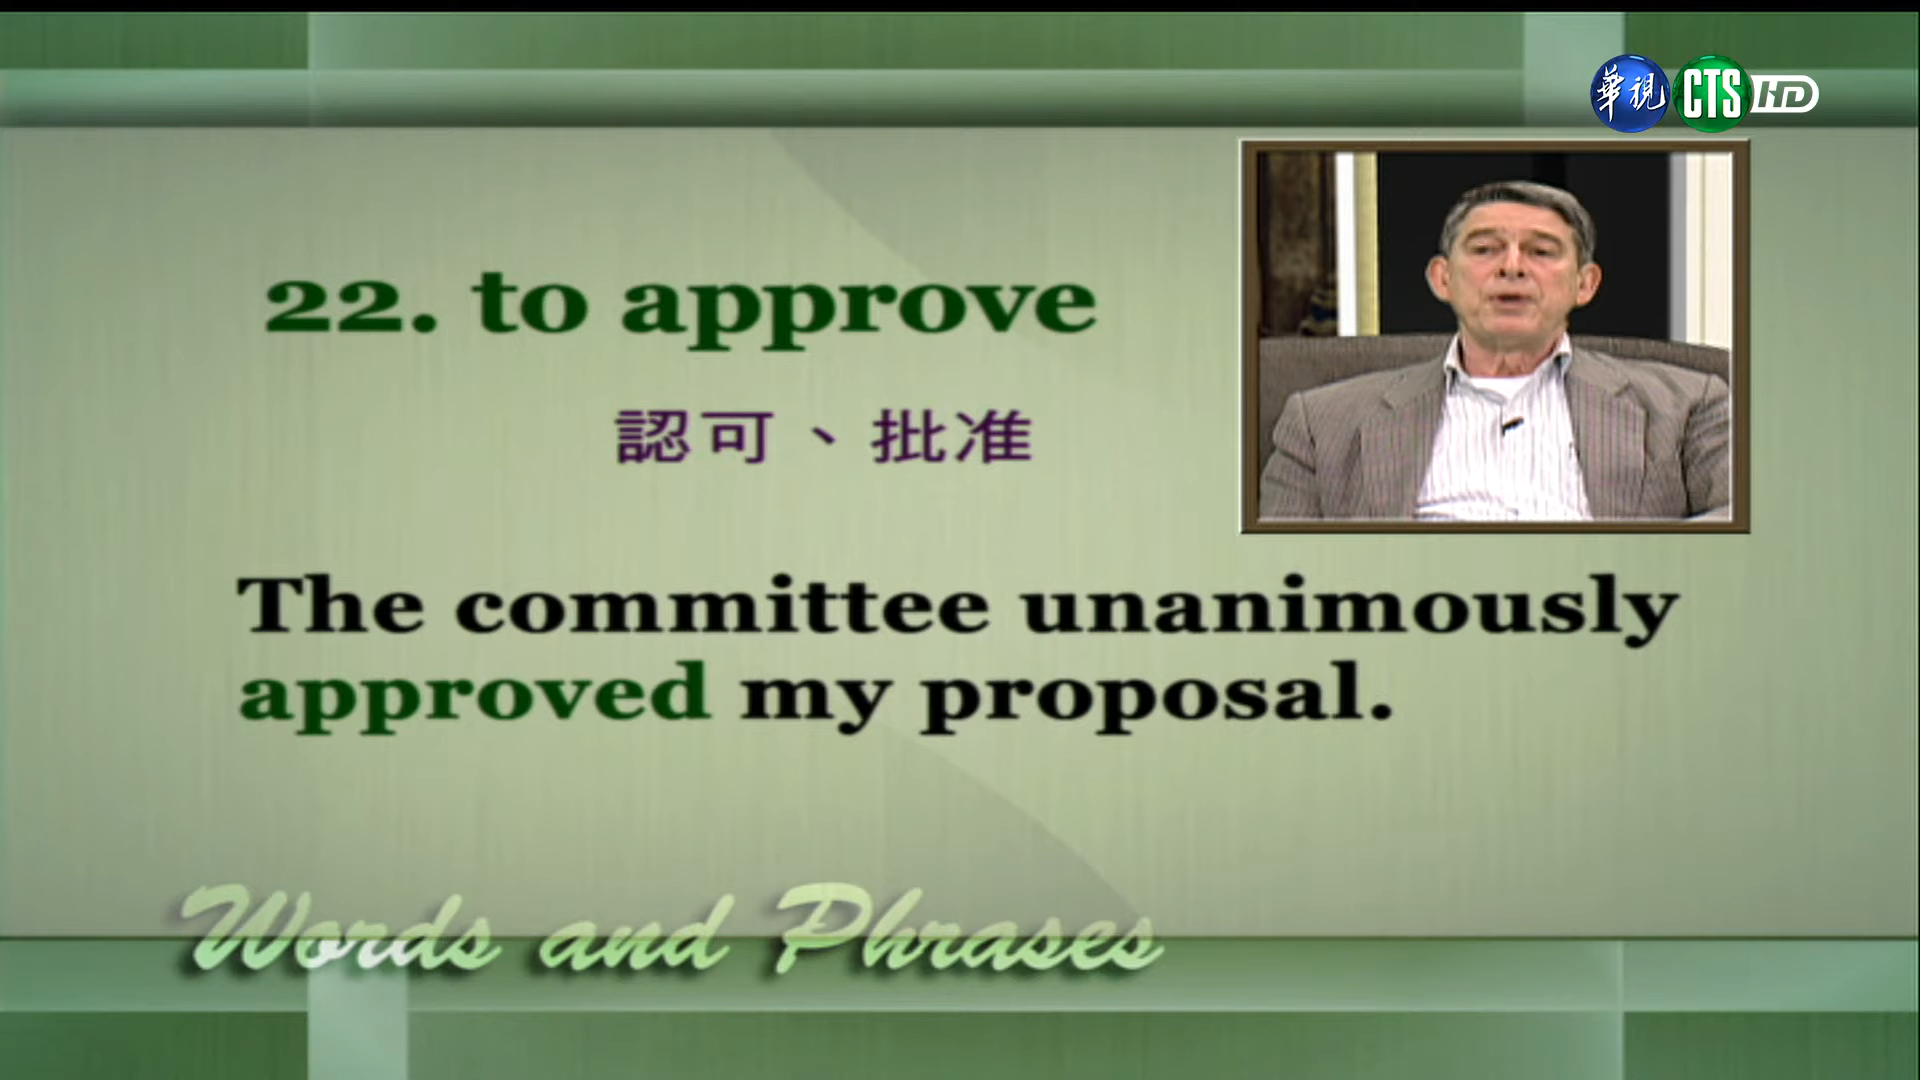 華視 CTS HD
22. to approve
認可、批准
The committee unanimously
approved my proposal.
Words and Phrases